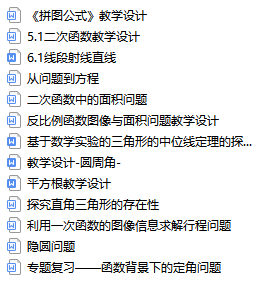 《拼图公式》教学设计
5.1二次函数教学设计
6.1线段射线直线
从问题到方程
二次函数中的面积问题
反比例函数图像与面积问题教学设计
基于数学实验的三角形的中位线定理的探...
教学设计-圆周角-
平方根教学设计
探究直角三角形的存在性
利用一次函数的图像信息求解行程问题
隐圆问题
专题复习——函数背景下的定角问题